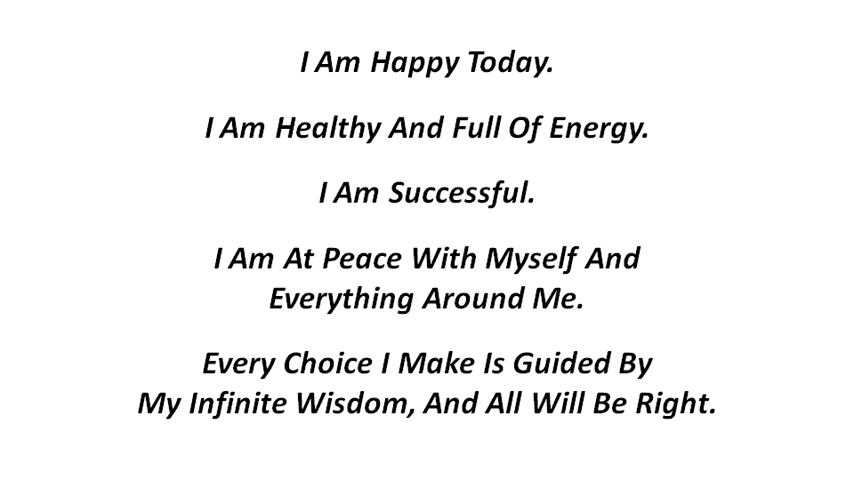 I Am Happy Today.
I Am Healthy And Full Of Energy.
I Am Successful.
I Am At Peace With Myself And
Everything Around Me.
Every Choice I Make Is Guided By
My Infinite Wisdom, And All Will Be Right.